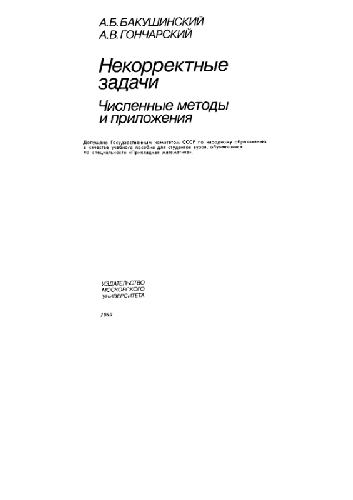 А.Б.БАКУШИНСКИЙ
А.В.ГОНЧАРСКИЙ
Некорректные
задачи
Численные методы
и приложения
Допущено Государственным комитетом СССР по народному образованию
в качестве учебного пособия для студентов вузов, обучающихся
по специальности «Прикладная математика»
ИЗДАТЕЛЬСТВО
МОСКОВСКОГО
УНИВЕРСИТЕТА